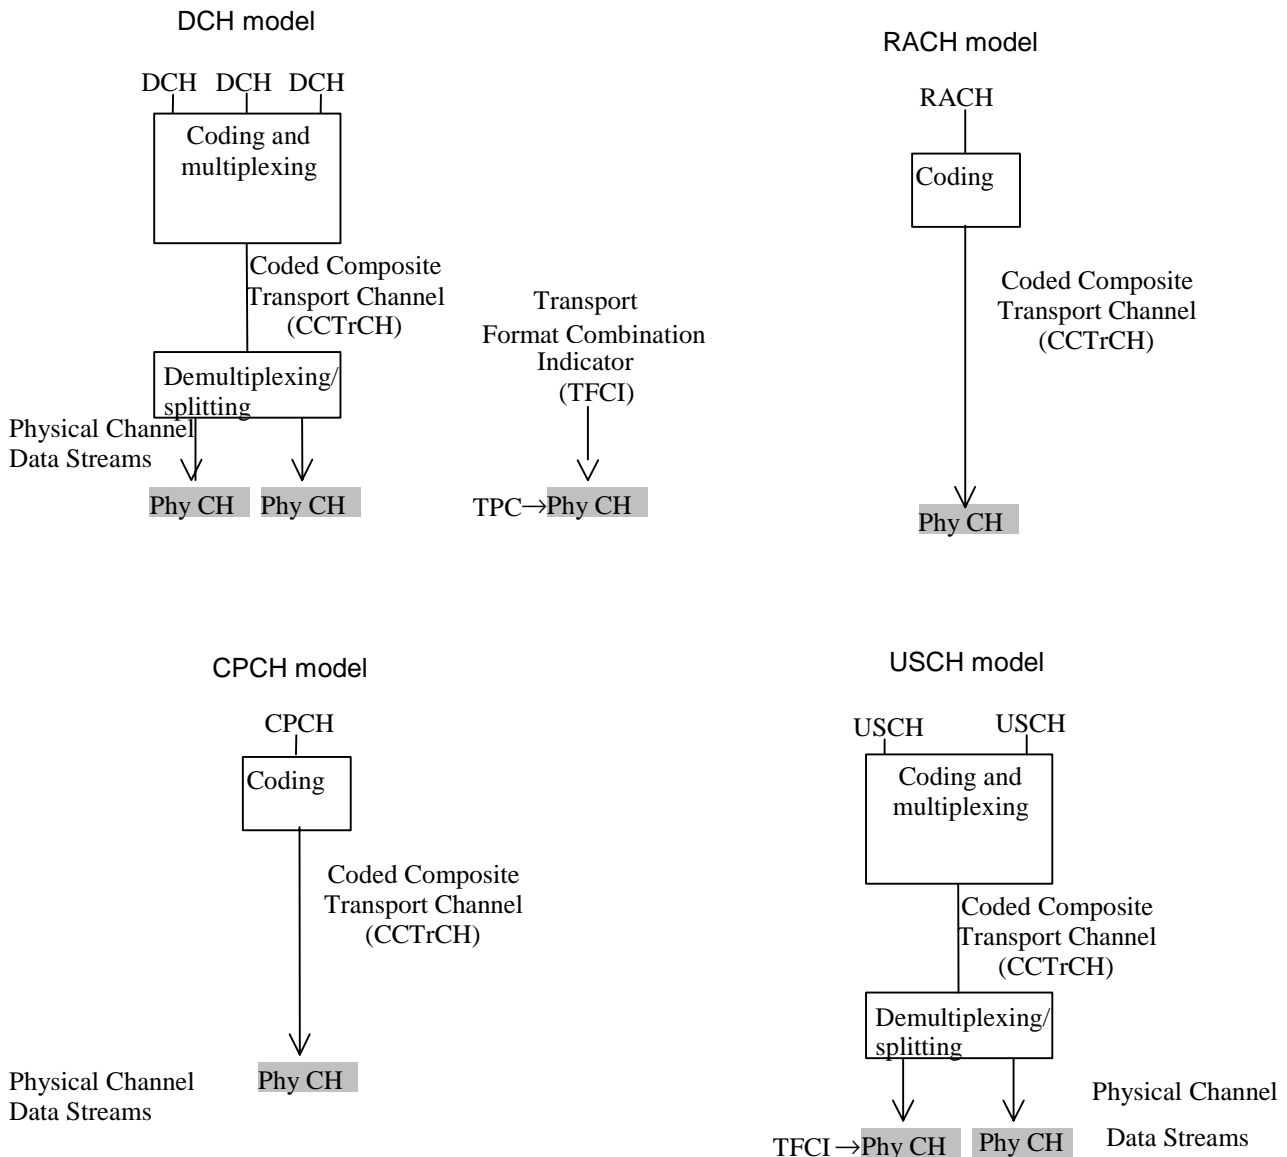 DCH model
DCH DCH DCH
Coding and
multiplexing
Coded Composite
Transport Channel
(CCTrCH)
Demultiplexing/
splitting
Physical Channel
Data Streams
Phy CH Phy CH
Transport
Format Combination
Indicator
(TFCI)
TPC→Phy CH
RACH model
RACH
Coding
Coded Composite
Transport Channel
(CCTrCH)
Phy CH
CPCH model
CPCH
Coding
Coded Composite
Transport Channel
(CCTrCH)
Physical Channel
Data Streams
Phy CH
USCH model
USCH USCH
Coding and
multiplexing
Coded Composite
Transport Channel
(CCTrCH)
Demultiplexing/
splitting
Physical Channel
Data Streams
TFCI→Phy CH Phy CH